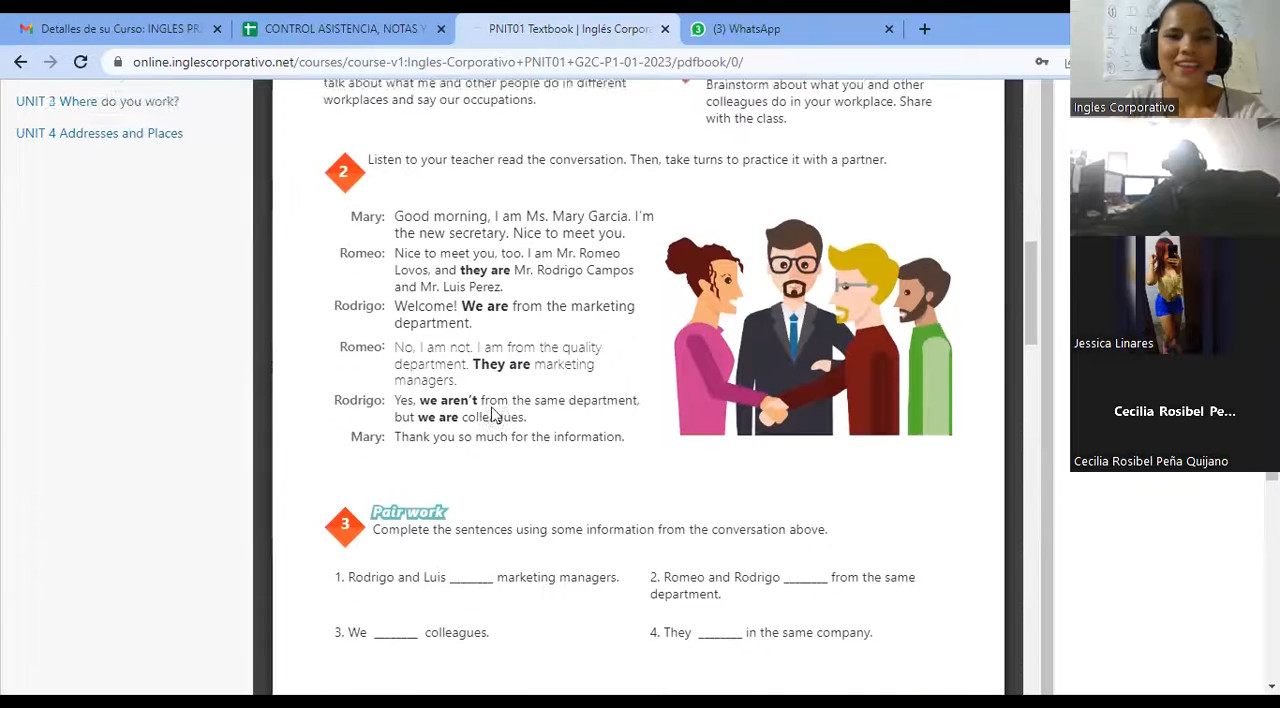 Detalles de su Curso: INGLES PR
CONTROL ASISTENCIA, NOTAS Y
PNIT01 Textbook | Inglés Corpor
(3) WhatsApp
online.inglescorporativo.net/courses/course-v1:Ingles-Corporativo+PNIT01+G2C-P1-01-2023/pdfbook/0/
UNIT 3 Where do you work?
UNIT 4 Addresses and Places
talk about what me and other people do in different
workplaces and say our occupations.
Brainstorm about what you and other
colleagues do in your workplace. Share
with the class.
2
Listen to your teacher read the conversation. Then, take turns to practice it with a partner.
Mary: Good morning, I am Ms. Mary Garcia. I'm
the new secretary. Nice to meet you.
Romeo: Nice to meet you, too. I am Mr. Romeo
Lovos, and they are Mr. Rodrigo Campos
and Mr. Luis Perez.
Rodrigo: Welcome! We are from the marketing
department.
Romeo: No, I am not. I am from the quality
department. They are marketing
managers.
Rodrigo: Yes, we aren't from the same department,
but we are colleagues.
Mary: Thank you so much for the information.
3
Pair work
Complete the sentences using some information from the conversation above.
1. Rodrigo and Luis _______ marketing managers.
2. Romeo and Rodrigo _______ from the same
department.
3. We _______ colleagues.
4. They _______ in the same company.
Ingles Corporativo
Jessica Linares
Cecilia Rosibel Pe...
Cecilia Rosibel Peña Quijano